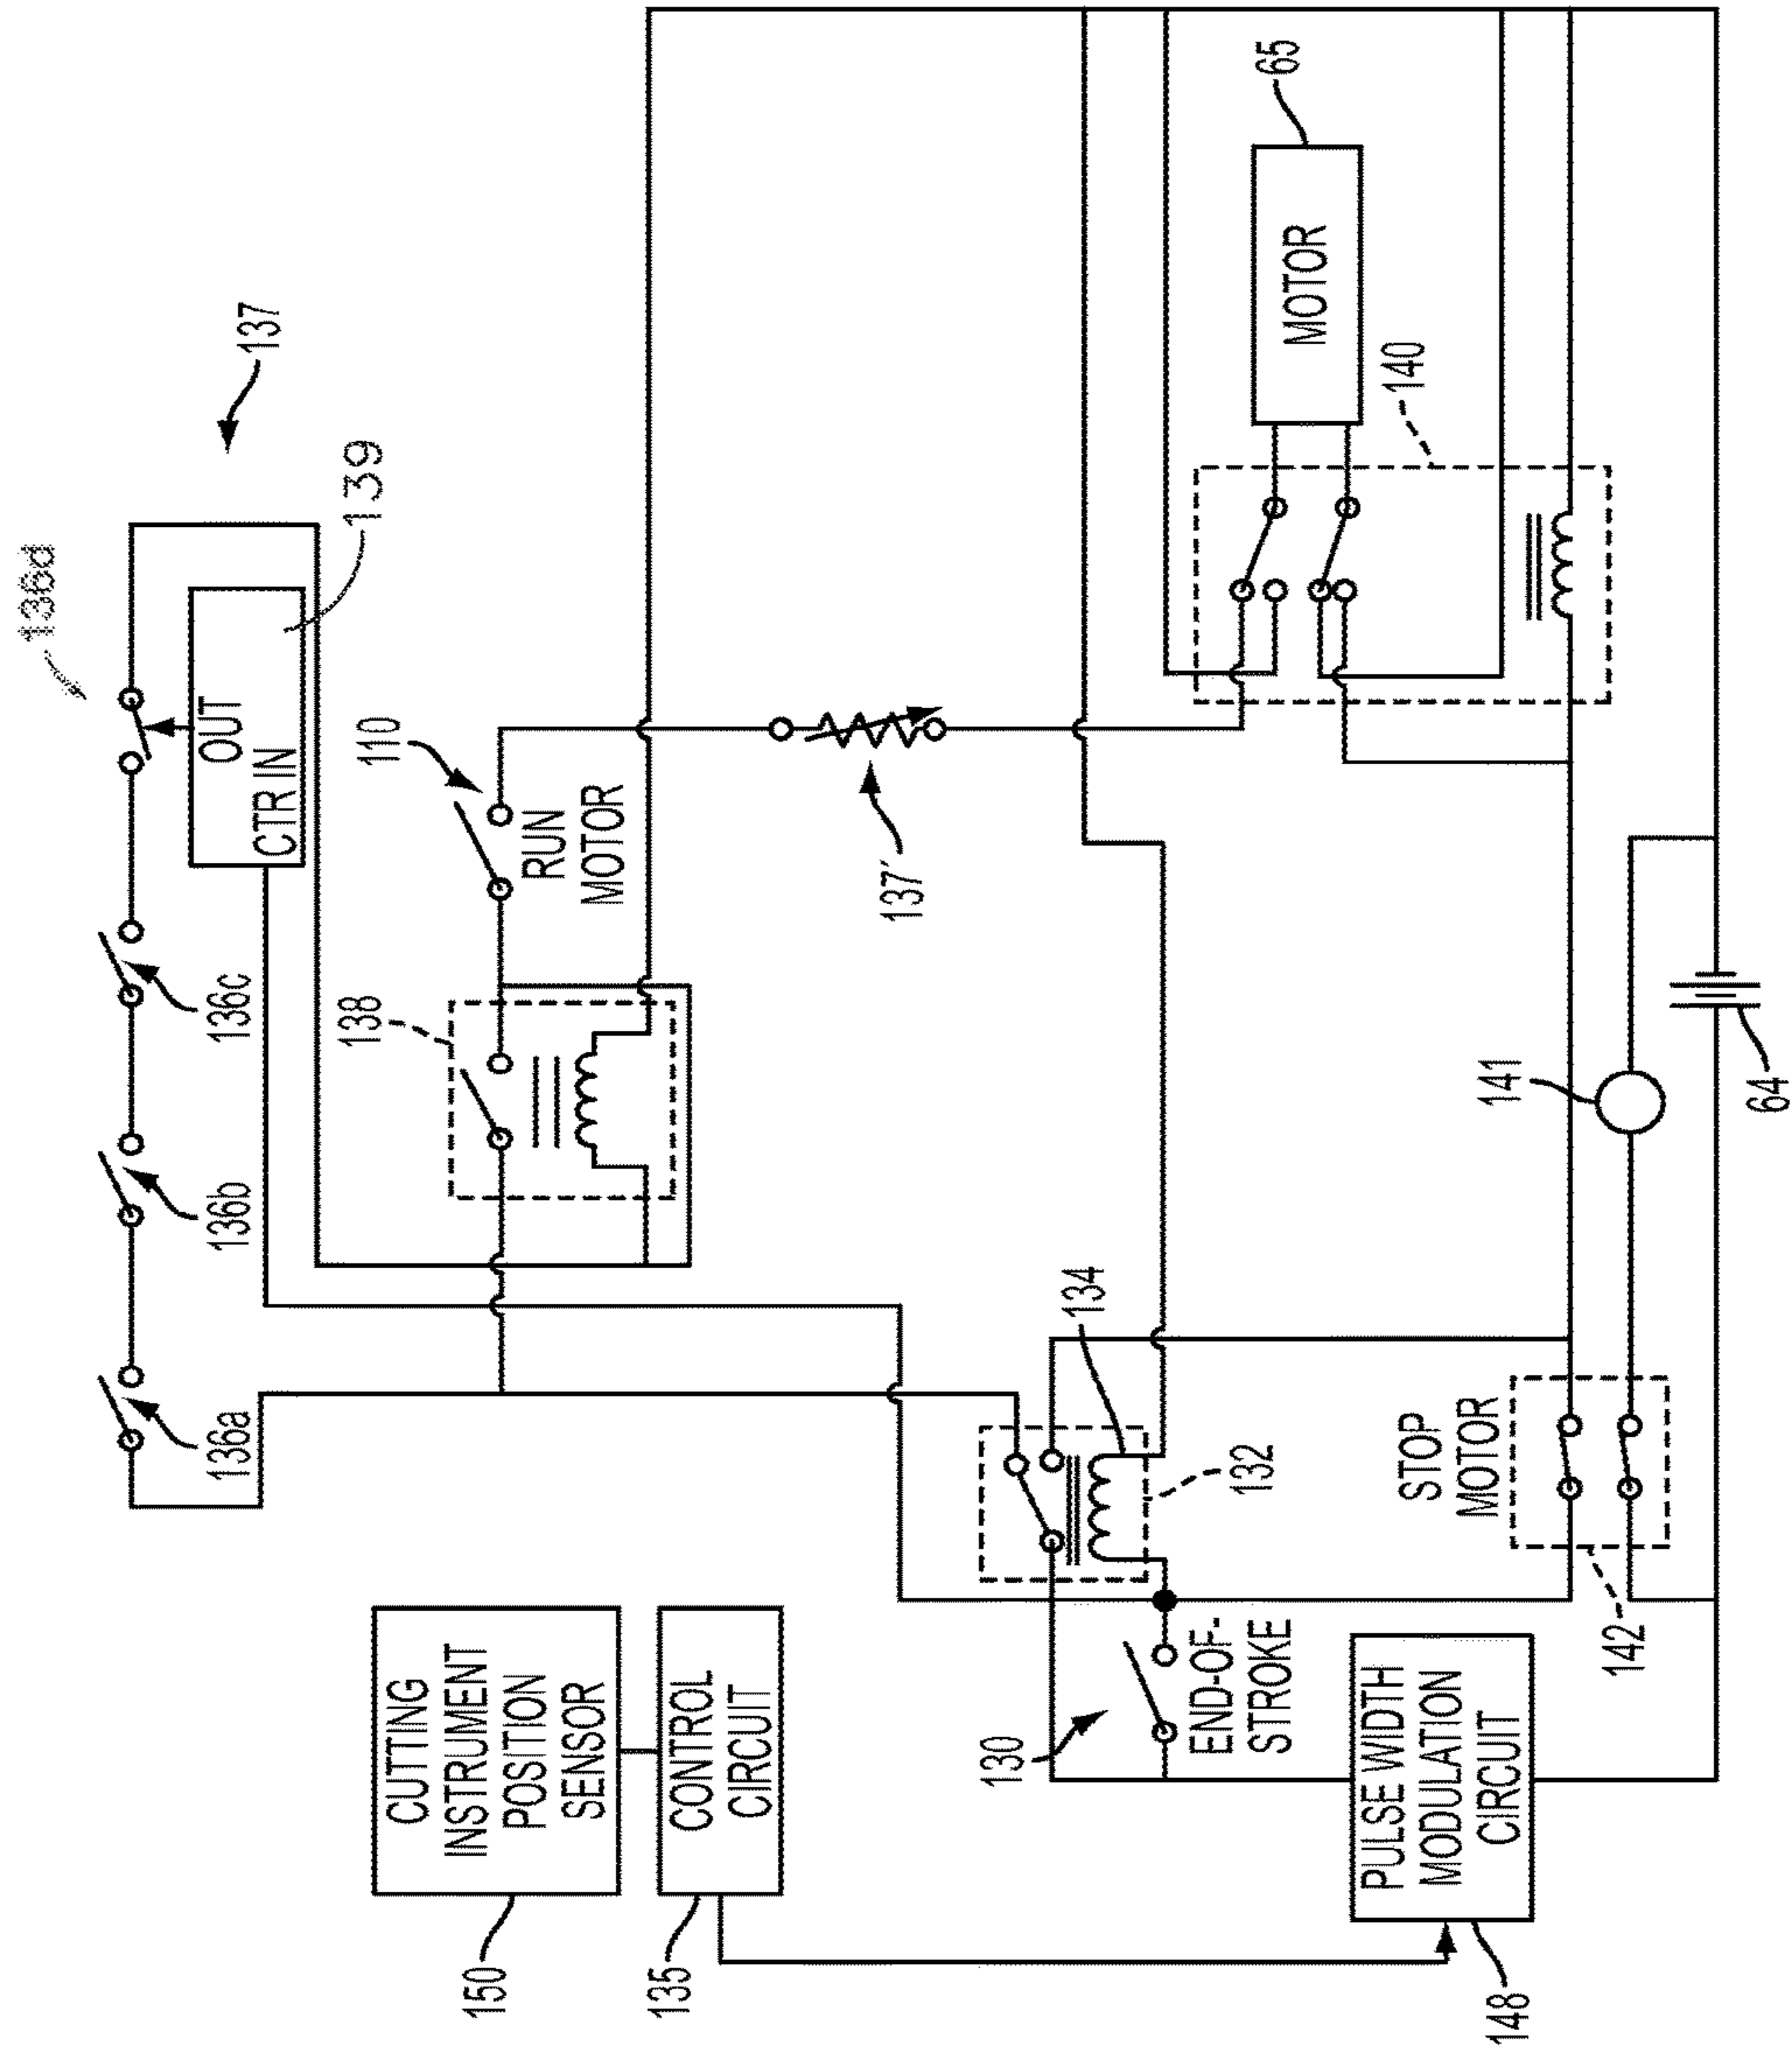 136d
137
139
OUT
CTR IN
136a
136b
136c
138
110
RUN
MOTOR
137'
65
MOTOR
140
150
CUTTING
INSTRUMENT
POSITION
SENSOR
135
CONTROL
CIRCUIT
130
END-OF-
STROKE
134
132
148
PULSE WIDTH
MODULATION
CIRCUIT
STOP
MOTOR
142
141
64